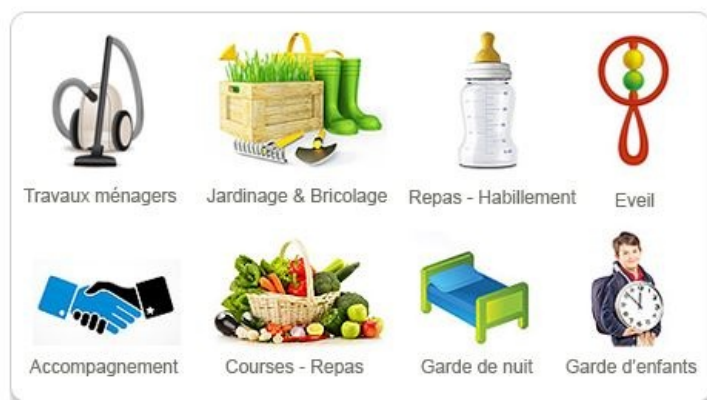 Travaux ménagers
Jardinage & Bricolage
Repas - Habillement
Eveil
Accompagnement
Courses - Repas
Garde de nuit
Garde d'enfants